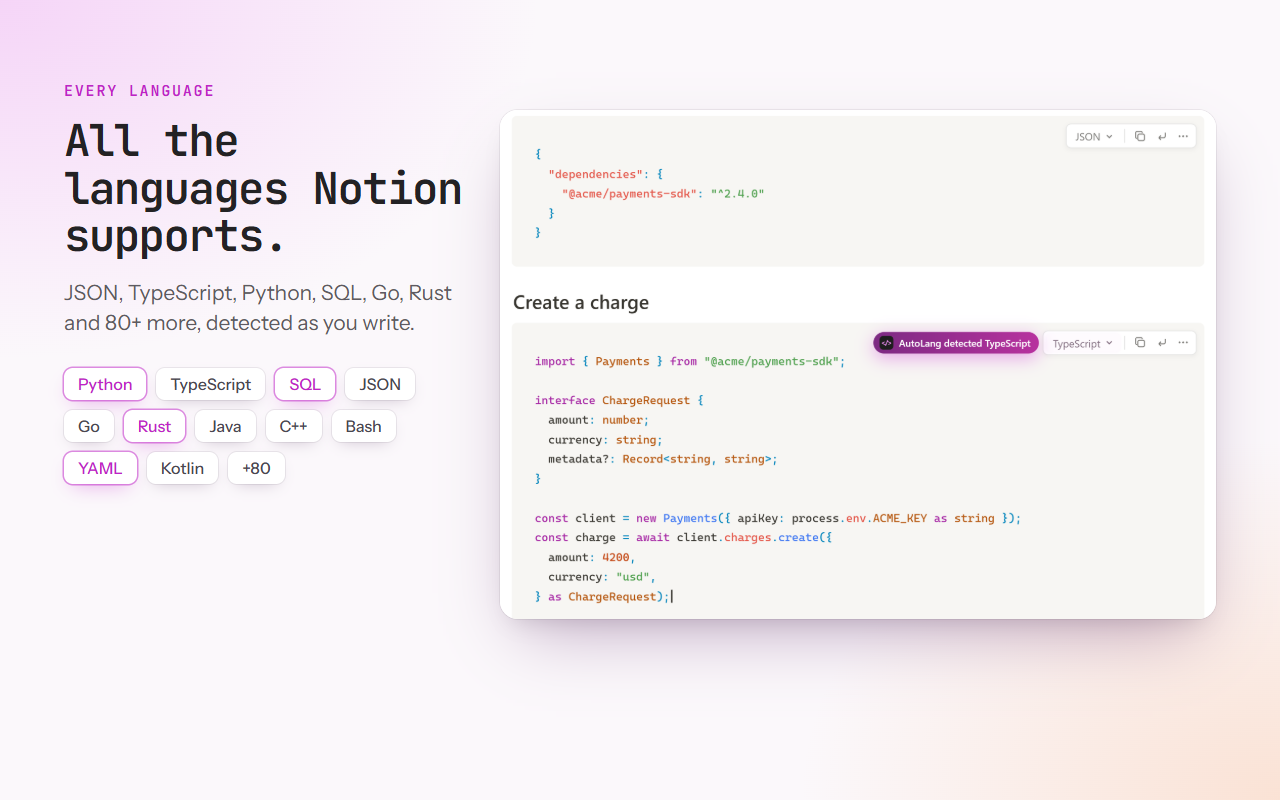 EVERY LANGUAGE
All the
languages Notion
supports.
JSON, TypeScript, Python, SQL, Go, Rust
and 80+ more, detected as you write.
Python TypeScript SQL JSON
Go Rust Java C++ Bash
YAML Kotlin +80
JSON
{
  "dependencies": {
    "@acme/payments-sdk": "^2.4.0"
  }
}
Create a charge
</> AutoLang detected TypeScript TypeScript
import { Payments } from "@acme/payments-sdk";
interface ChargeRequest {
  amount: number;
  currency: string;
  metadata?: Record<string, string>;
}
const client = new Payments({ apiKey: process.env.ACME_KEY as string });
const charge = await client.charges.create({
  amount: 4200,
  currency: "usd",
} as ChargeRequest);